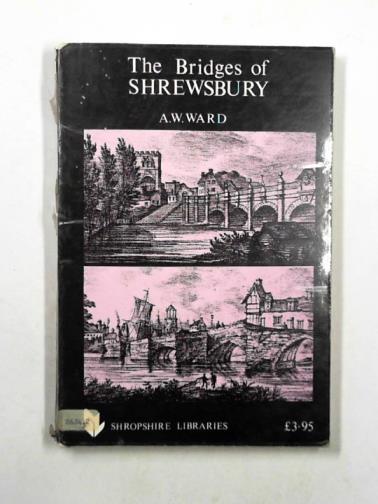 The Bridges of
SHREWSBURY
A.W.WARD
SHROPSHIRE LIBRARIES
£3·95